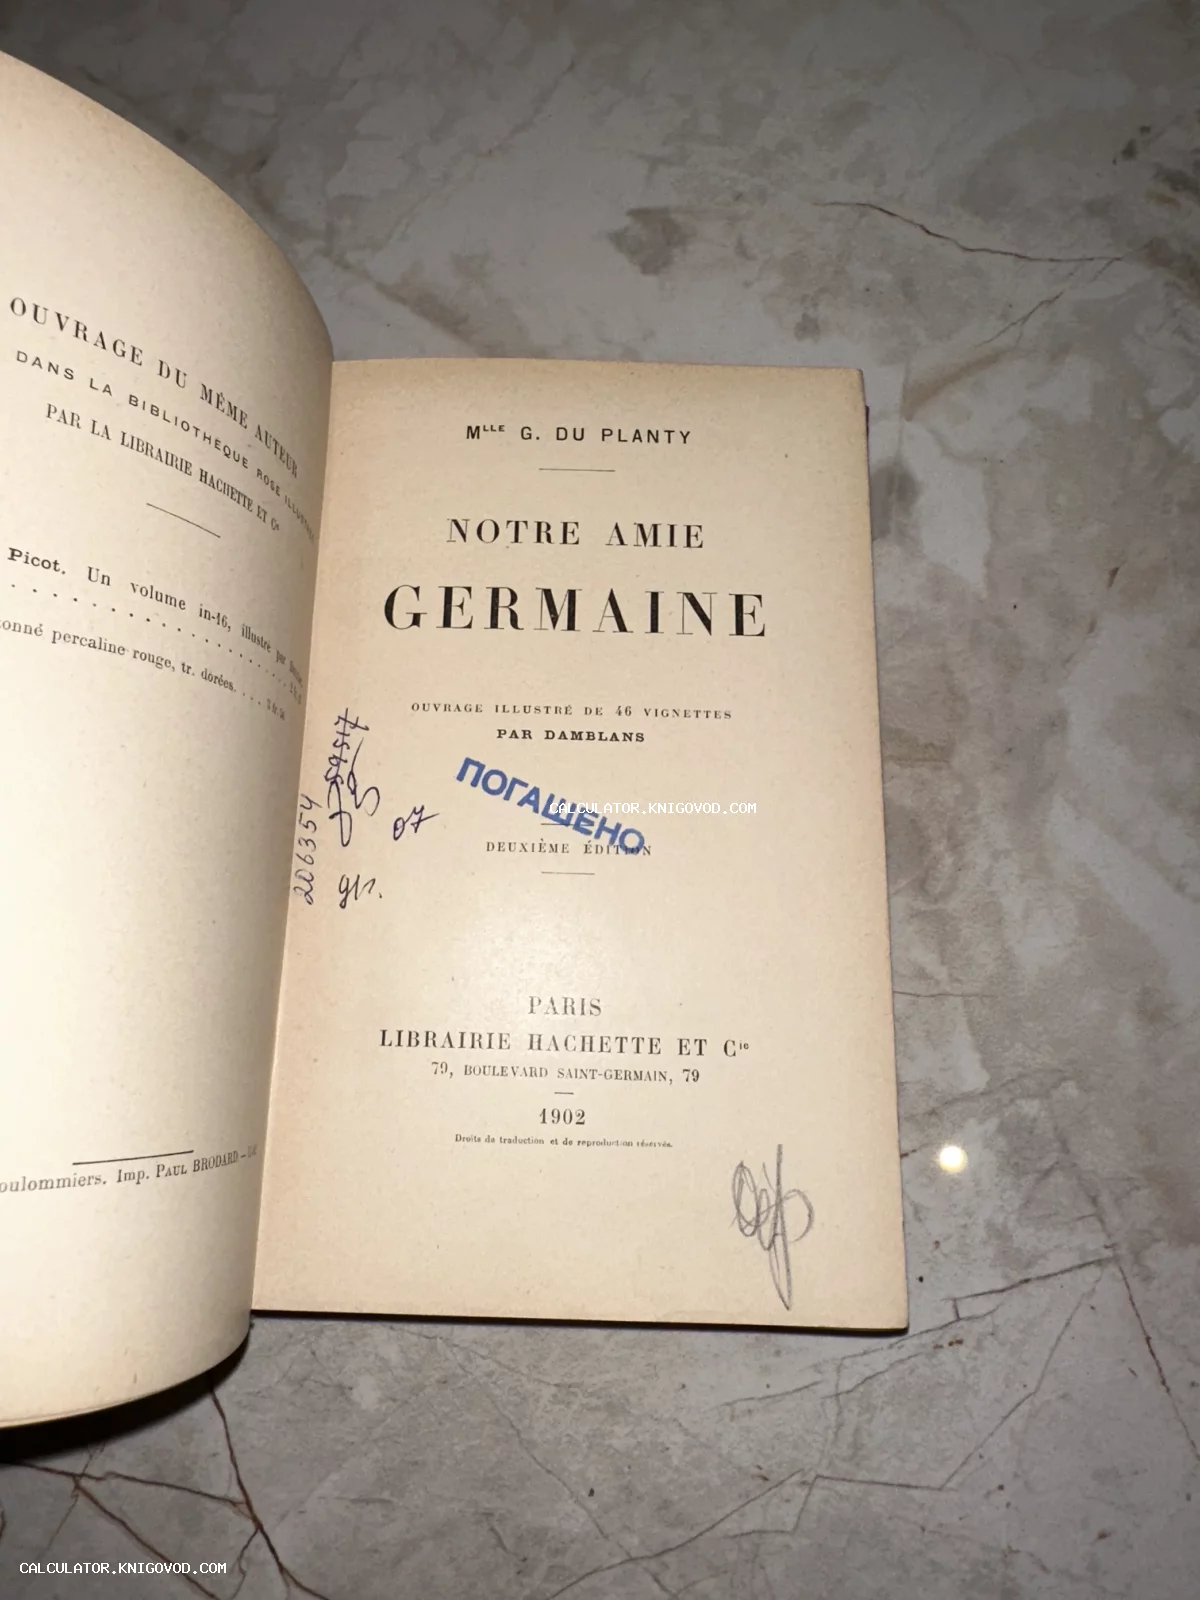 OUVRAGE DU MÊME AUTEUR
DANS LA BIBLIOTHÈQUE ROSE ILLUSTRÉE
PAR LA LIBRAIRIE HACHETTE ET Cie
Picot. Un volume in-16, illustré par
onné percaline rouge, tr. dorées.
oulommiers. Imp. PAUL BRODARD
Mlle G. DU PLANTY
NOTRE AMIE
GERMAINE
OUVRAGE ILLUSTRÉ DE 46 VIGNETTES
PAR DAMBLANS
ПОГАШЕНО
CALCULATOR.KNIGOVOD.COM
DEUXIÈME ÉDITION
206354
07
PARIS
LIBRAIRIE HACHETTE ET Cie
79, BOULEVARD SAINT-GERMAIN, 79
1902
Droits de traduction et de reproduction réservés.
CALCULATOR.KNIGOVOD.COM